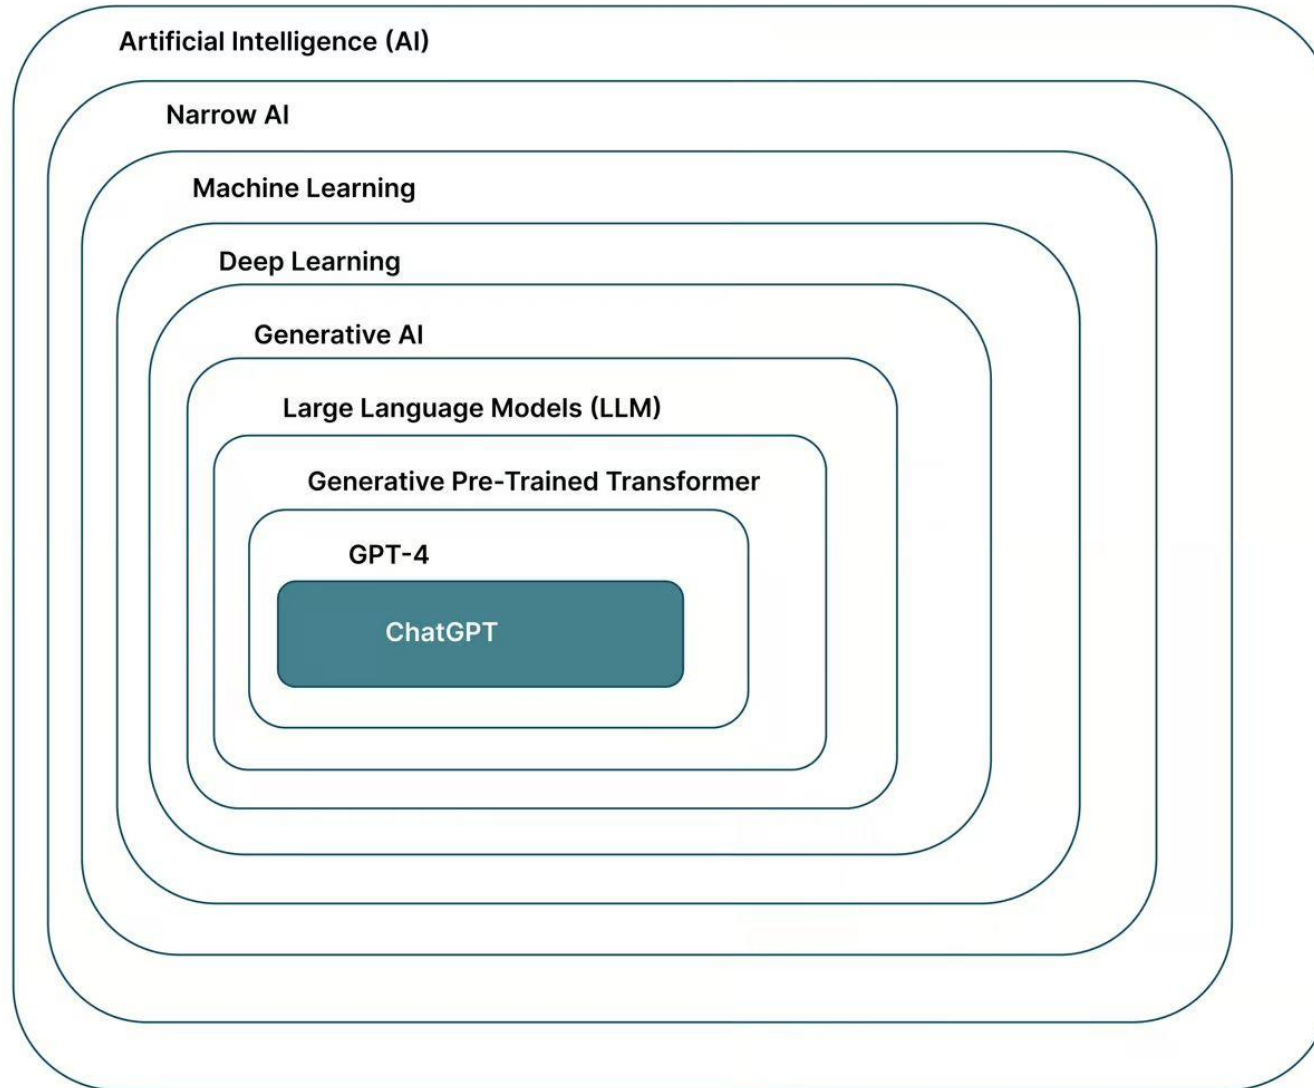 Artificial Intelligence (AI)
Narrow AI
Machine Learning
Deep Learning
Generative AI
Large Language Models (LLM)
Generative Pre-Trained Transformer
GPT-4
ChatGPT